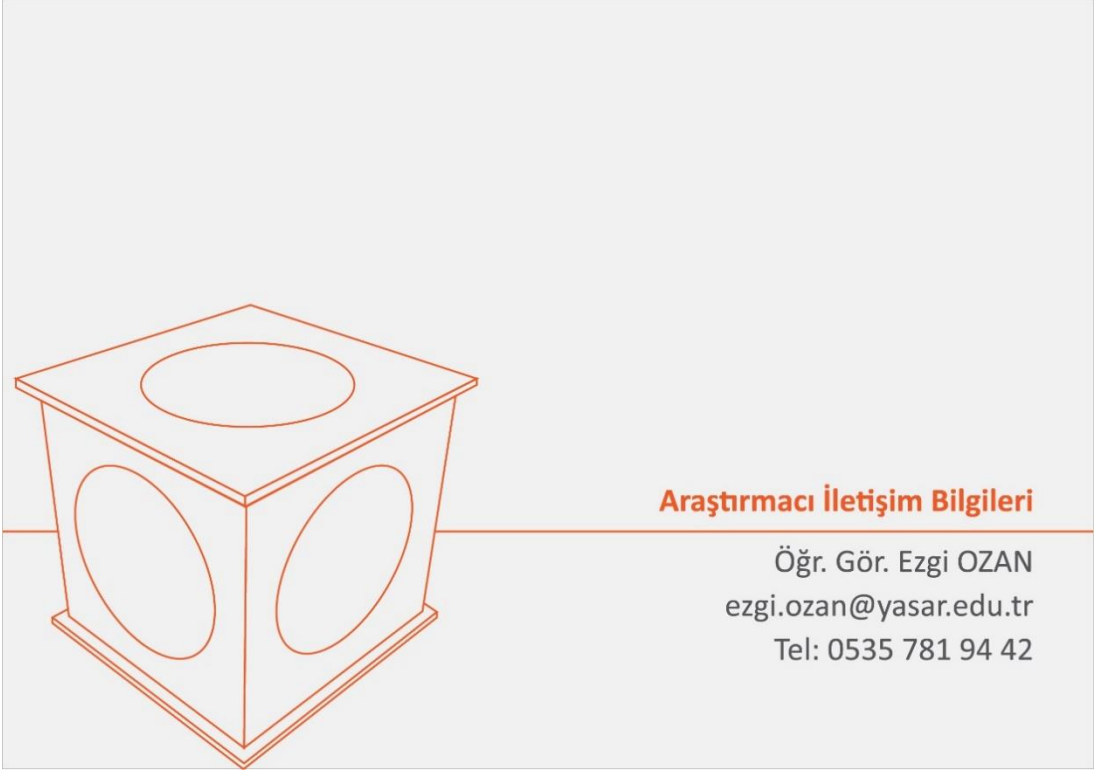 Araştırmacı İletişim Bilgileri
Öğr. Gör. Ezgi OZAN
ezgi.ozan@yasar.edu.tr
Tel: 0535 781 94 42